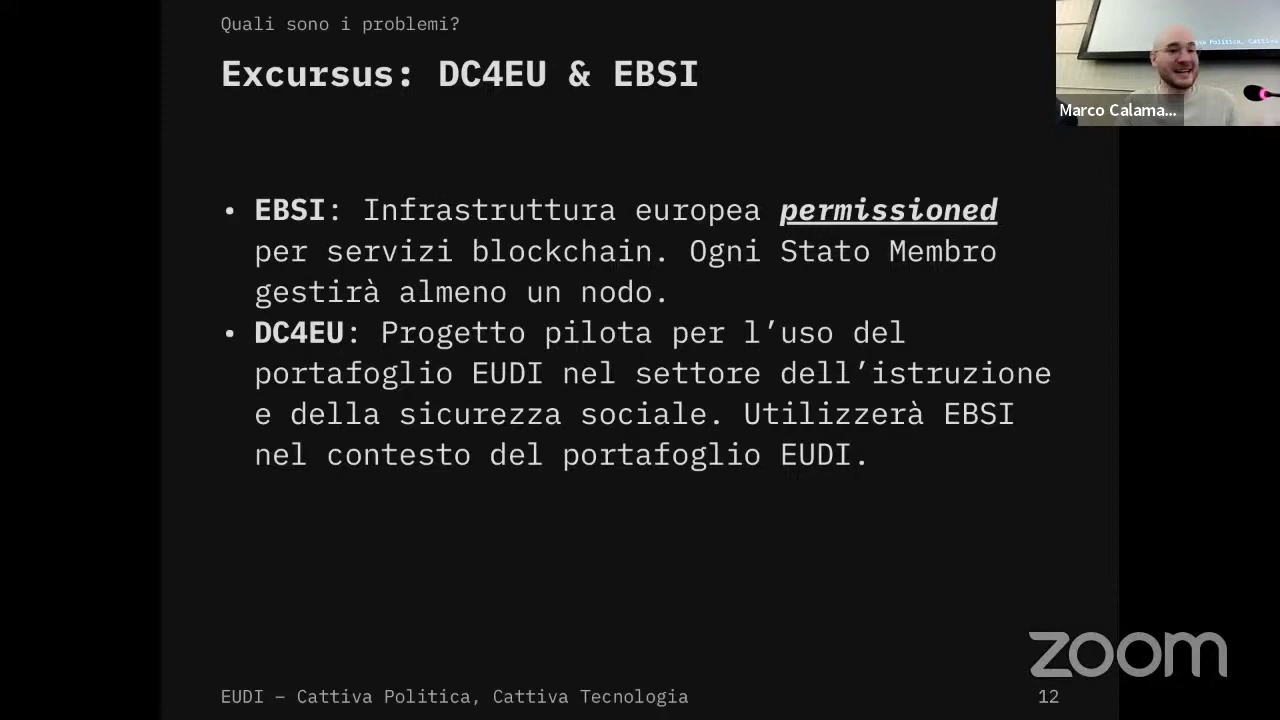 Quali sono i problemi?
Excursus: DC4EU & EBSI
• EBSI: Infrastruttura europea permissioned
per servizi blockchain. Ogni Stato Membro
gestirà almeno un nodo.
• DC4EU: Progetto pilota per l’uso del
portafoglio EUDI nel settore dell’istruzione
e della sicurezza sociale. Utilizzerà EBSI
nel contesto del portafoglio EUDI.
EUDI – Cattiva Politica, Cattiva Tecnologia
12
Politica, Cattiva
Marco Calama...
zoom